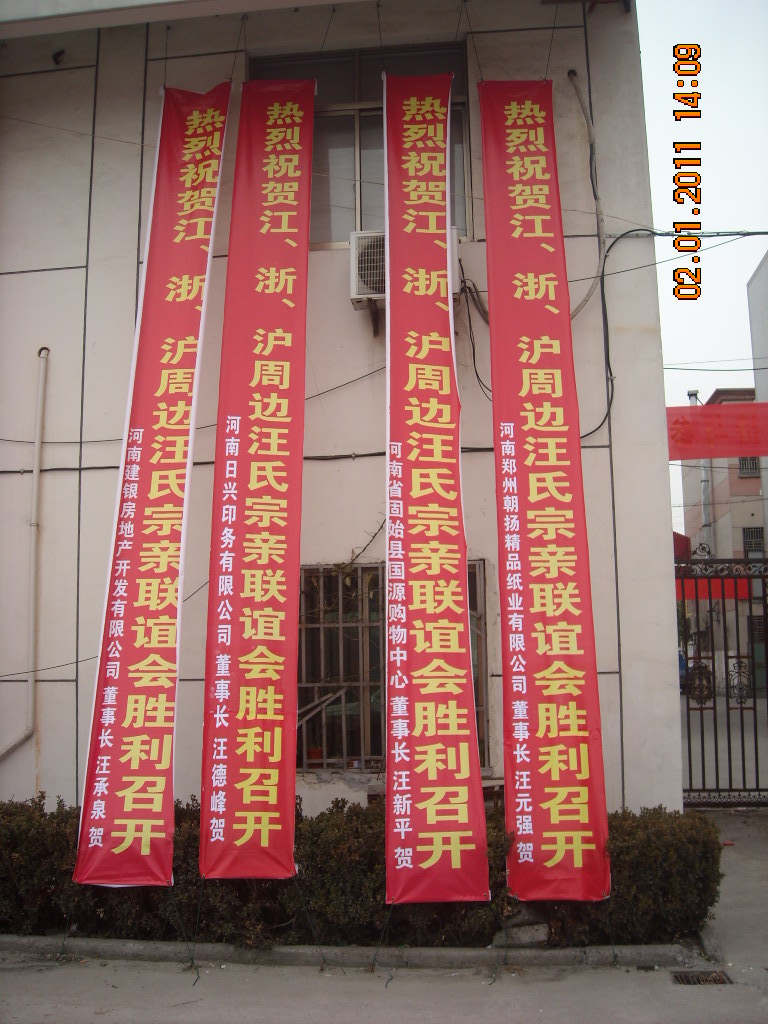 热烈祝贺江、浙、沪周边汪氏宗亲联谊会胜利召开
河南建银房地产开发有限公司 董事长 汪承泉 贺
热烈祝贺江、浙、沪周边汪氏宗亲联谊会胜利召开
河南日兴印务有限公司 董事长 汪德峰贺
热烈祝贺江、浙、沪周边汪氏宗亲联谊会胜利召开
河南省固始县国源购物中心 董事长 汪新平 贺
热烈祝贺江、浙、沪周边汪氏宗亲联谊会胜利召开
河南郑州朝扬精品纸业有限公司 董事长 汪元强 贺
02.01.2011 14:09